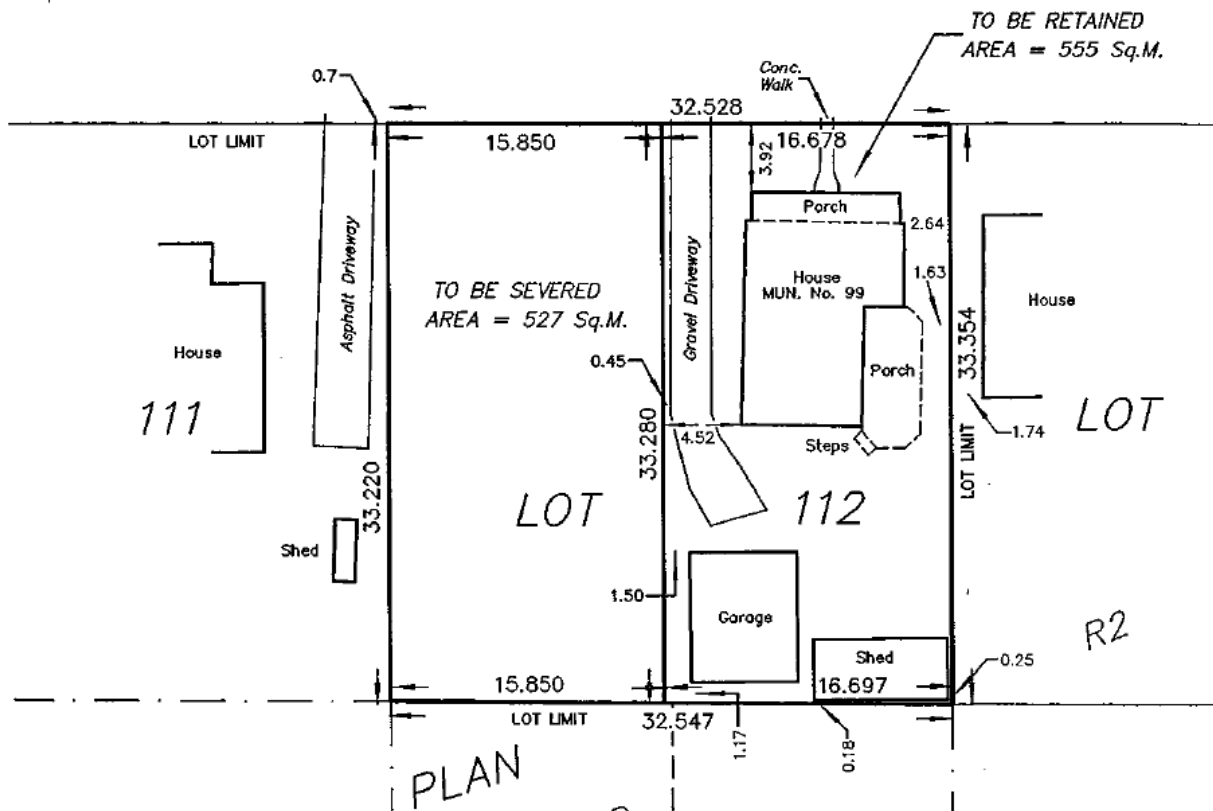 TO BE RETAINED
AREA = 555 Sq.M.
Conc.
Walk
0.7
32.528
LOT LIMIT
15.850
16.678
3.92
Porch
2.64
House
MUN. No. 99
1.63
House
Asphalt Driveway
Gravel Driveway
TO BE SEVERED
AREA = 527 Sq.M.
33.354
House
0.45
Porch
111
LOT
33.280
4.52
Steps
1.74
LOT LIMIT
33.220
LOT
112
Shed
1.50
Garage
R2
Shed
0.25
15.850
16.697
LOT LIMIT
32.547
1.17
0.18
PLAN